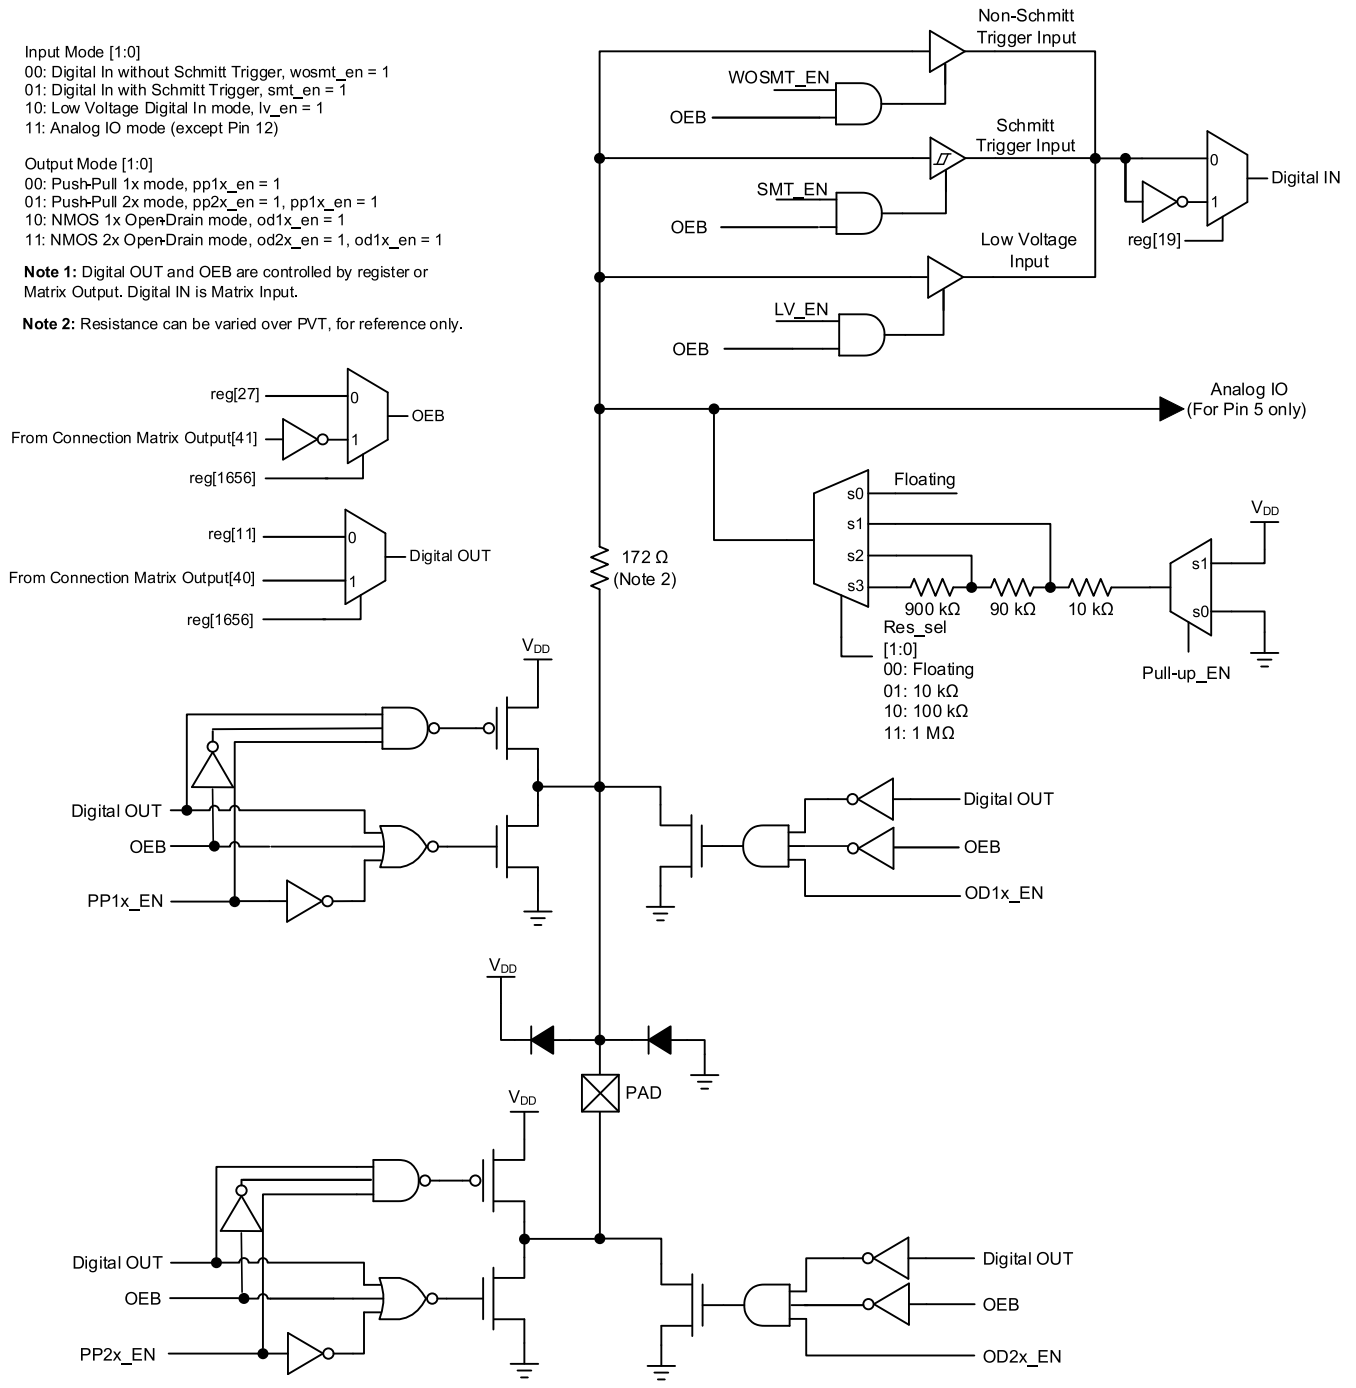 Input Mode [1:0]
00: Digital In without Schmitt Trigger, wosmt_en = 1
01: Digital In with Schmitt Trigger, smt_en = 1
10: Low Voltage Digital In mode, lv_en = 1
11: Analog IO mode (except Pin 12)
Output Mode [1:0]
00: Push-Pull 1x mode, pp1x_en = 1
01: Push-Pull 2x mode, pp2x_en = 1, pp1x_en = 1
10: NMOS 1x Open-Drain mode, od1x_en = 1
11: NMOS 2x Open-Drain mode, od2x_en = 1, od1x_en = 1
Note 1: Digital OUT and OEB are controlled by register or
Matrix Output. Digital IN is Matrix Input.
Note 2: Resistance can be varied over PVT, for reference only.
Non-Schmitt
Trigger Input
WOSMT_EN
OEB
Schmitt
Trigger Input
SMT_EN
OEB
Low Voltage
Input
LV_EN
OEB
0
1
Digital IN
reg[19]
reg[27]
0
OEB
From Connection Matrix Output[41]
1
reg[1656]
reg[11]
0
Digital OUT
From Connection Matrix Output[40]
1
reg[1656]
Analog IO
(For Pin 5 only)
s0
Floating
s1
s2
s3
900 kΩ
90 kΩ
10 kΩ
VDD
s1
s0
Pull-up_EN
Res_sel
[1:0]
00: Floating
01: 10 kΩ
10: 100 kΩ
11: 1 MΩ
172 Ω
(Note 2)
VDD
Digital OUT
OEB
PP1x_EN
Digital OUT
OEB
OD1x_EN
VDD
PAD
VDD
Digital OUT
OEB
PP2x_EN
Digital OUT
OEB
OD2x_EN